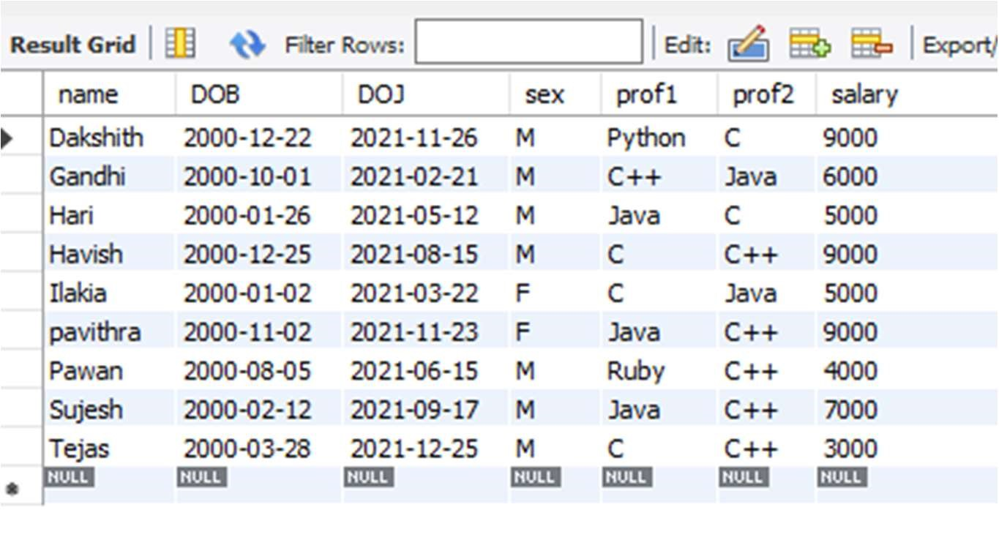 Result Grid Filter Rows: Edit: Export/
name DOB DOJ sex prof1 prof2 salary
Dakshith 2000-12-22 2021-11-26 M Python C 9000
Gandhi 2000-10-01 2021-02-21 M C++ Java 6000
Hari 2000-01-26 2021-05-12 M Java C 5000
Havish 2000-12-25 2021-08-15 M C C++ 9000
Ilakia 2000-01-02 2021-03-22 F C Java 5000
pavithra 2000-11-02 2021-11-23 F Java C++ 9000
Pawan 2000-08-05 2021-06-15 M Ruby C++ 4000
Sujesh 2000-02-12 2021-09-17 M Java C++ 7000
Tejas 2000-03-28 2021-12-25 M C C++ 3000
NULL NULL NULL NULL NULL NULL NULL